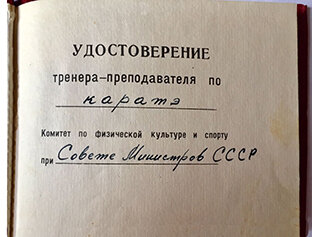 УДОСТОВЕРЕНИЕ
тренера-преподавателя по
каратэ
Комитет по физической культуре и спорту
при Совете Министров СССР